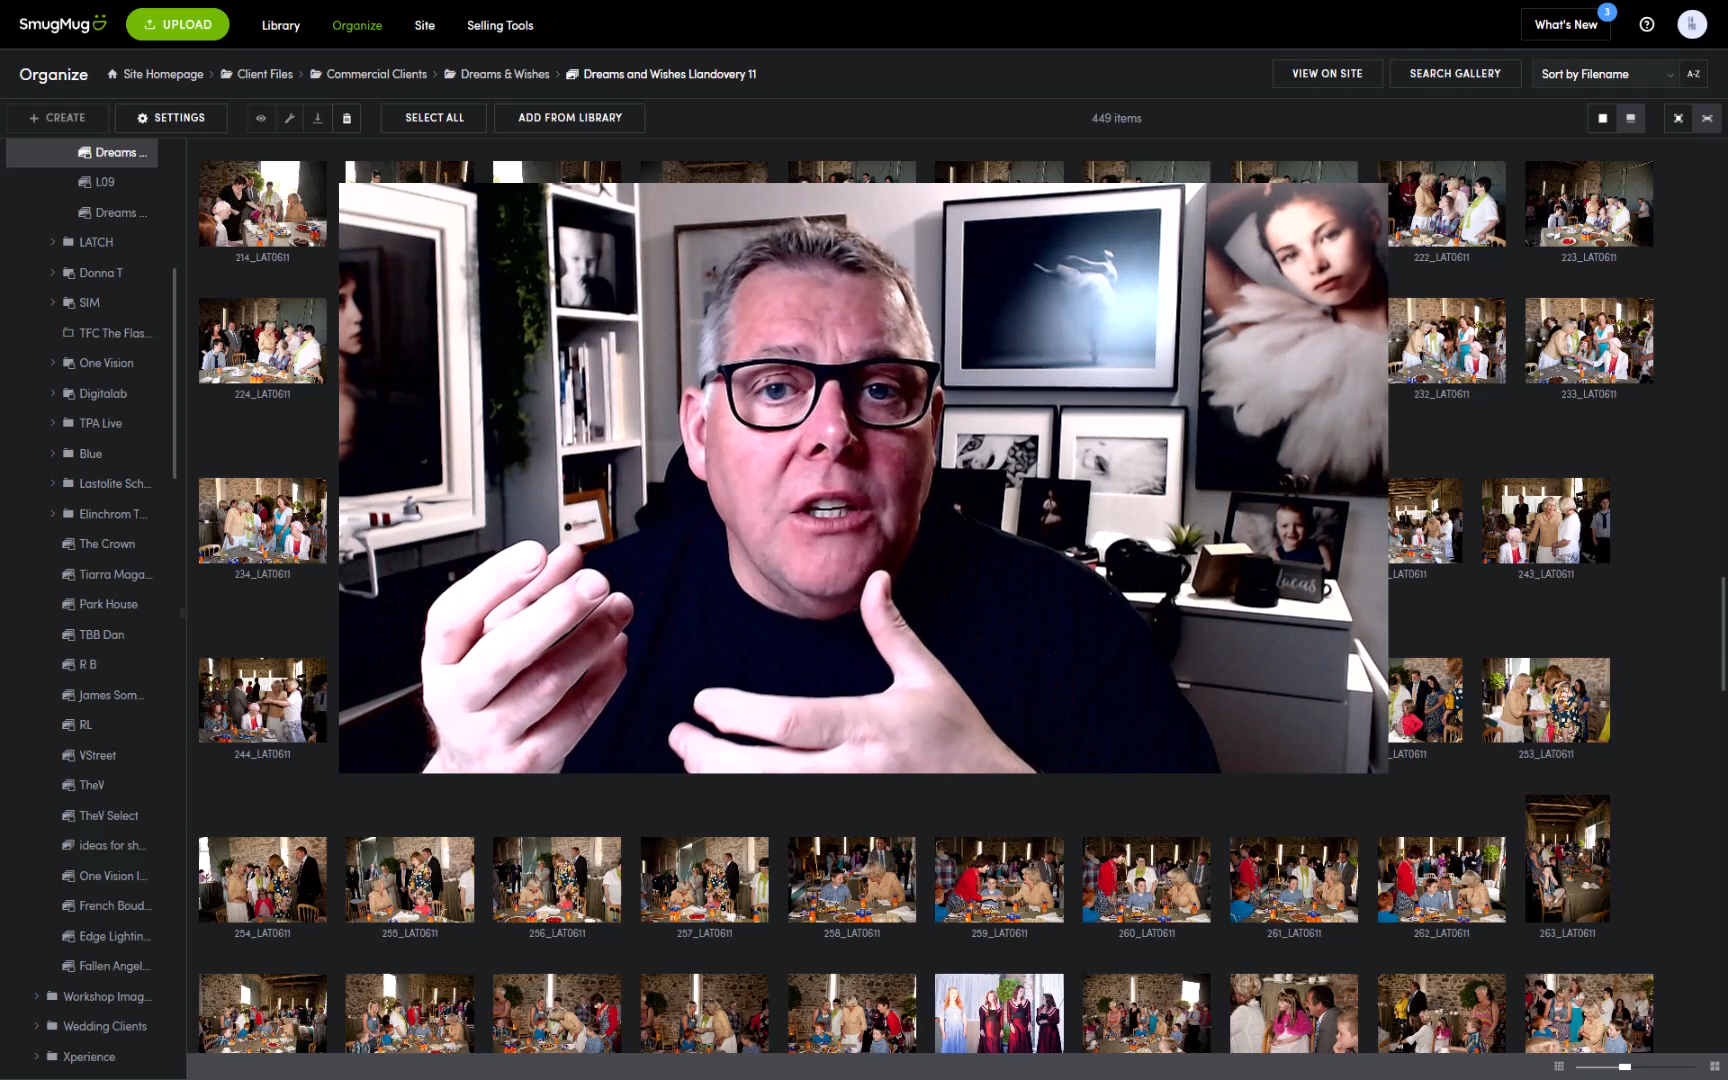 SmugMug UPLOAD Library Organize Site Selling Tools What's New 3
Organize Site Homepage Client Files Commercial Clients Dreams & Wishes Dreams and Wishes Llandovery 11 VIEW ON SITE SEARCH GALLERY Sort by Filename A-Z
+ CREATE SETTINGS SELECT ALL ADD FROM LIBRARY 449 items
Dreams ...
L09
Dreams ...
LATCH
Donna T
SIM
TFC The Flas...
One Vision
Digitalab
TPA Live
Blue
Lastolite Sch...
Elinchrom T...
The Crown
Tiarra Maga...
Park House
TBB Dan
R B
James Som...
RL
VStreet
TheV
TheV Select
ideas for sh...
One Vision I...
French Boud...
Edge Lightin...
Fallen Angel...
Workshop Imag...
Wedding Clients
Xperience
214_LAT0611 222_LAT0611 223_LAT0611
224_LAT0611 232_LAT0611 233_LAT0611
234_LAT0611 _LAT0611 243_LAT0611
244_LAT0611 _LAT0611 253_LAT0611
254_LAT0611 255_LAT0611 256_LAT0611 257_LAT0611 258_LAT0611 259_LAT0611 260_LAT0611 261_LAT0611 262_LAT0611 263_LAT0611
Lucas